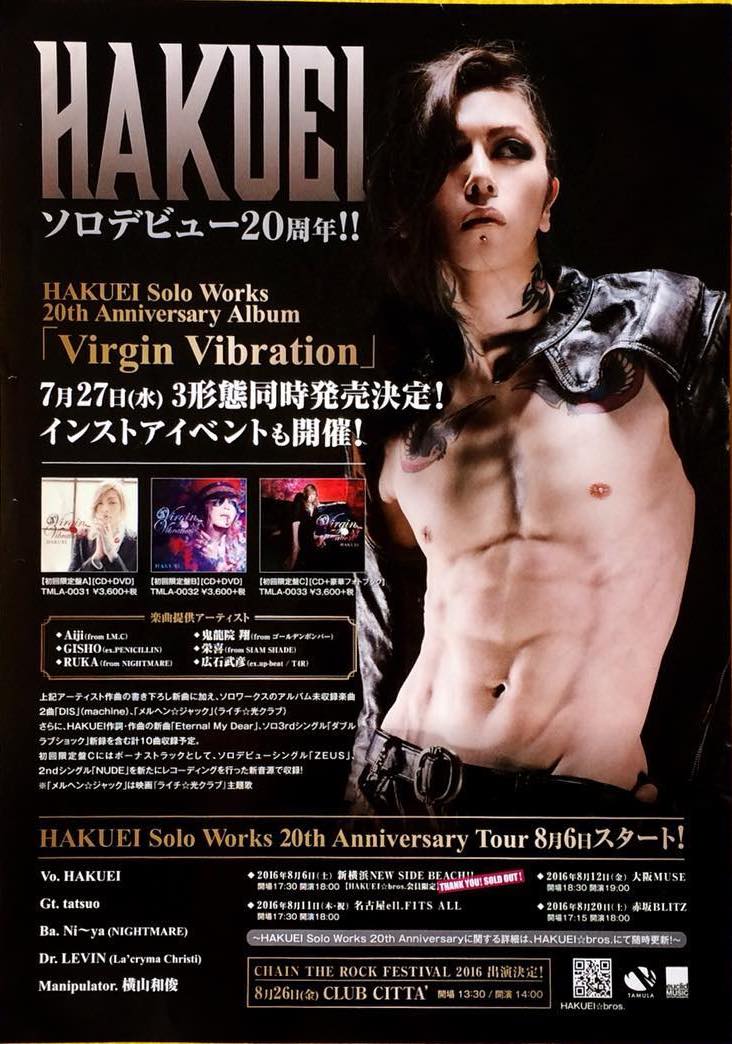 HAKUEI
ソロデビュー20周年!!
HAKUEI Solo Works
20th Anniversary Album
「Virgin Vibration」
7月27日(水) 3形態同時発売決定!
インストアイベントも開催!
Virgin Vibration HAKUEI
Virgin Vibration HAKUEI
Virgin Vibration HAKUEI
【初回限定盤A】[CD+DVD]
TMLA-0031 ¥3,600+税
【初回限定盤B】[CD+DVD]
TMLA-0032 ¥3,600+税
【初回限定盤C】[CD+豪華フォトブック]
TMLA-0033 ¥3,600+税
楽曲提供アーティスト
◆Aiji(from LM.C)
◆GISHO(ex.PENICILLIN)
◆RUKA(from NIGHTMARE)
◆鬼龍院 翔(from ゴールデンボンバー)
◆栄喜(from SIAM SHADE)
◆広石武彦(ex.up-beat / T4R)
上記アーティスト作曲の書き下ろし新曲に加え、ソロワークスのアルバム未収録楽曲
2曲「DIS」(machine)、「メルヘン☆ジャック」(ライチ☆光クラブ)
さらに、HAKUEI作詞・作曲の新曲「Eternal My Dear」、ソロ3rdシングル「ダブル
ラブショック」新録を含む計10曲収録予定。
初回限定盤Cにはボーナストラックとして、ソロデビューシングル「ZEUS」、
2ndシングル「NUDE」を新たにレコーディングを行った新音源で収録!
※「メルヘン☆ジャック」は映画「ライチ☆光クラブ」主題歌
HAKUEI Solo Works 20th Anniversary Tour 8月6日スタート!
Vo. HAKUEI
Gt. tatsuo
Ba. Ni~ya (NIGHTMARE)
Dr. LEVIN (La'cryma Christi)
Manipulator. 横山和俊
◆2016年8月6日(土) 新横浜NEW SIDE BEACH!!
開場17:30 開演18:00 【HAKUEI☆bros.会員限定】
THANK YOU! SOLD OUT!
◆2016年8月11日(木・祝) 名古屋ell.FITS ALL
開場17:30 開演18:00
◆2016年8月12日(金) 大阪MUSE
開場18:30 開演19:00
◆2016年8月20日(土) 赤坂BLITZ
開場17:15 開演18:00
~HAKUEI Solo Works 20th Anniversaryに関する詳細は、HAKUEI☆bros.にて随時更新!~
CHAIN THE ROCK FESTIVAL 2016 出演決定!
8月26日(金) CLUB CITTA' 開場 13:30 / 開演 14:00
HAKUEI☆bros.
TAMULA
euclid
MUSIC